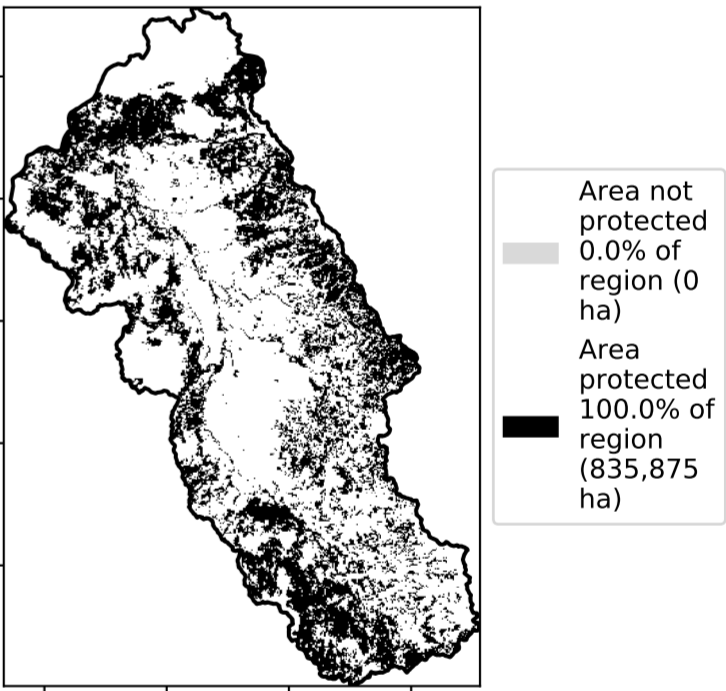 Area not
protected
0.0% of
region (0
ha)
Area
protected
100.0% of
region
(835,875
ha)